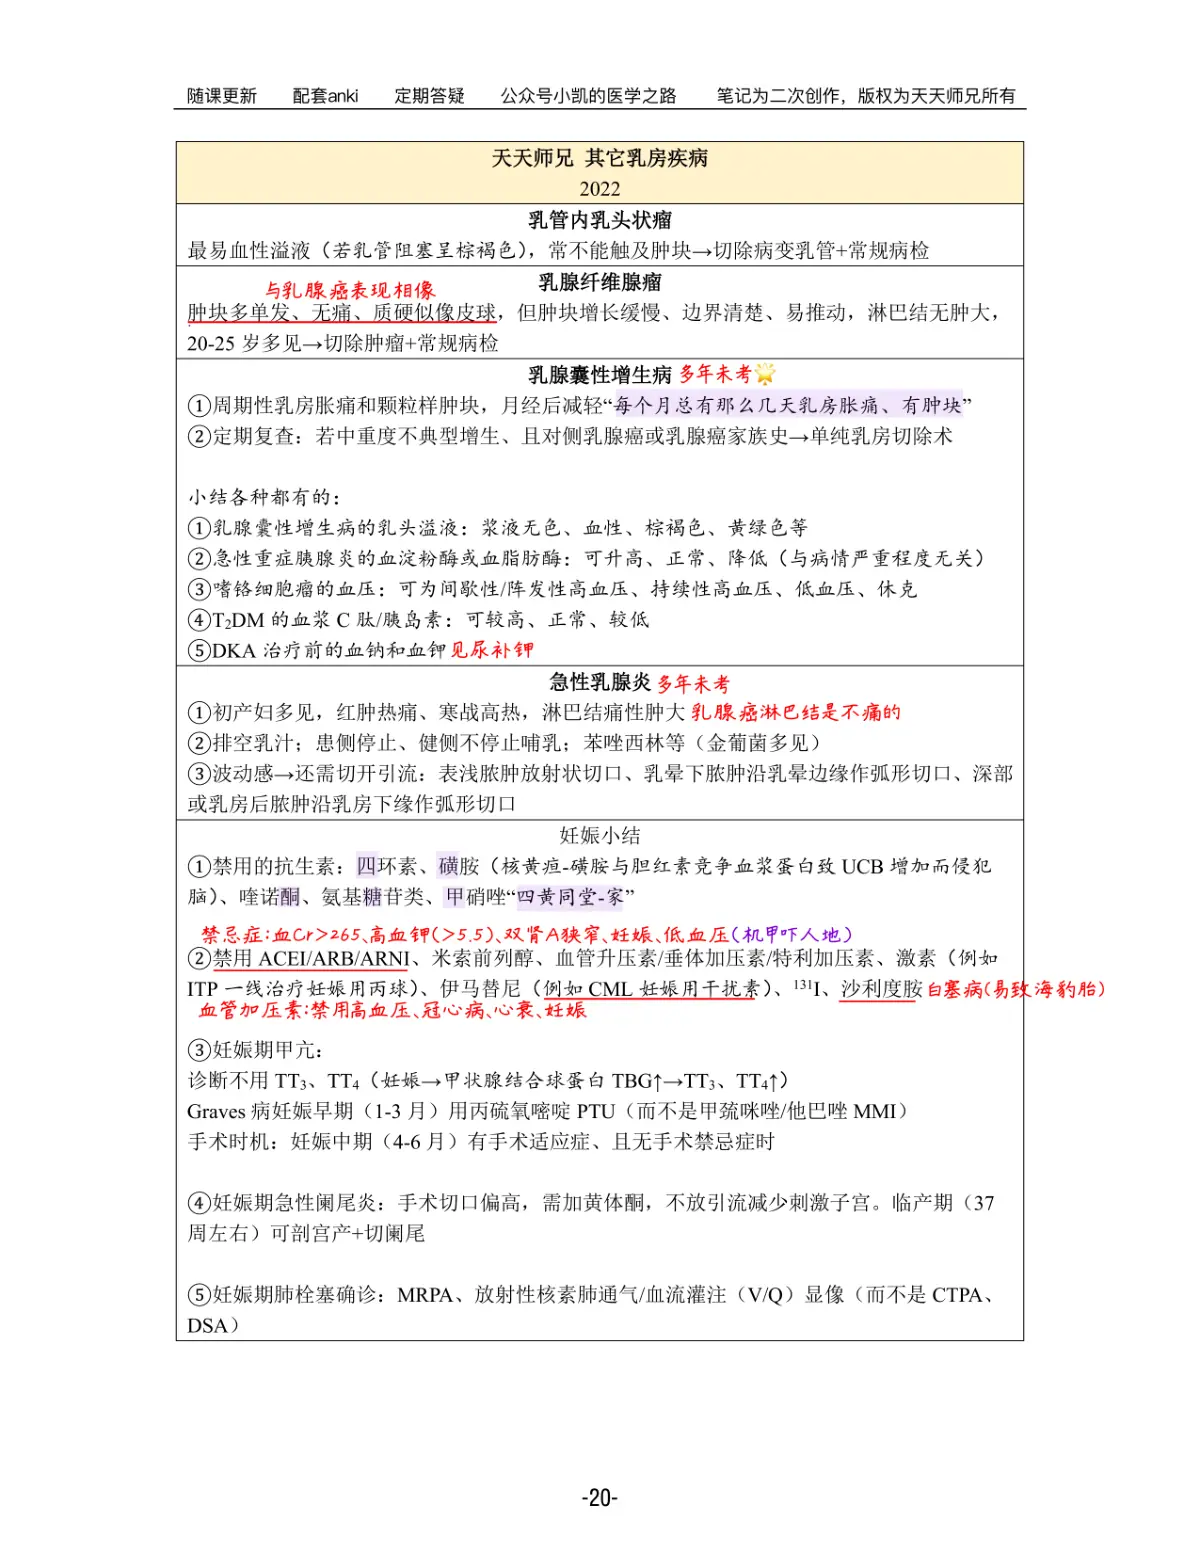 随课更新 配套anki 定期答疑 公众号小凯的医学之路 笔记为二次创作，版权为天天师兄所有
天天师兄 其它乳房疾病
2022
乳管内乳头状瘤
最易血性溢液（若乳管阻塞呈棕褐色），常不能触及肿块→切除病变乳管+常规病检
乳腺纤维腺瘤
与乳腺癌表现相像
肿块多单发、无痛、质硬似像皮球，但肿块增长缓慢、边界清楚、易推动，淋巴结无肿大，
20-25 岁多见→切除肿瘤+常规病检
乳腺囊性增生病 多年未考🌟
①周期性乳房胀痛和颗粒样肿块，月经后减轻“每个月总有那么几天乳房胀痛、有肿块”
②定期复查：若中重度不典型增生、且对侧乳腺癌或乳腺癌家族史→单纯乳房切除术
小结各种都有的：
①乳腺囊性增生病的乳头溢液：浆液无色、血性、棕褐色、黄绿色等
②急性重症胰腺炎的血淀粉酶或血脂肪酶：可升高、正常、降低（与病情严重程度无关）
③嗜铬细胞瘤的血压：可为间歇性/阵发性高血压、持续性高血压、低血压、休克
④T₂DM 的血浆 C 肽/胰岛素：可较高、正常、较低
⑤DKA 治疗前的血钠和血钾见尿补钾
急性乳腺炎 多年未考
①初产妇多见，红肿热痛、寒战高热，淋巴结痛性肿大 乳腺癌淋巴结是不痛的
②排空乳汁；患侧停止、健侧不停止哺乳；苯唑西林等（金葡菌多见）
③波动感→还需切开引流：表浅脓肿放射状切口、乳晕下脓肿沿乳晕边缘作弧形切口、深部
或乳房后脓肿沿乳房下缘作弧形切口
妊娠小结
①禁用的抗生素：四环素、磺胺（核黄疸-磺胺与胆红素竞争血浆蛋白致 UCB 增加而侵犯
脑）、喹诺酮、氨基糖苷类、甲硝唑“四黄同堂-家”
禁忌症：血Cr>265、高血钾(>5.5)、双肾A狭窄、妊娠、低血压(机甲吓人地)
②禁用 ACEI/ARB/ARNI、米索前列醇、血管升压素/垂体加压素/特利加压素、激素（例如
ITP 一线治疗妊娠用丙球）、伊马替尼（例如 CML 妊娠用干扰素）、¹³¹I、沙利度胺 白塞病(易致海豹胎)
血管加压素：禁用高血压、冠心病、心衰、妊娠
③妊娠期甲亢：
诊断不用 TT₃、TT₄（妊娠→甲状腺结合球蛋白 TBG↑→TT₃、TT₄↑）
Graves 病妊娠早期（1-3 月）用丙硫氧嘧啶 PTU（而不是甲巯咪唑/他巴唑 MMI）
手术时机：妊娠中期（4-6 月）有手术适应症、且无手术禁忌症时
④妊娠期急性阑尾炎：手术切口偏高，需加黄体酮，不放引流减少刺激子宫。临产期（37
周左右）可剖宫产+切阑尾
⑤妊娠期肺栓塞确诊：MRPA、放射性核素肺通气/血流灌注（V/Q）显像（而不是 CTPA、
DSA）
-20-